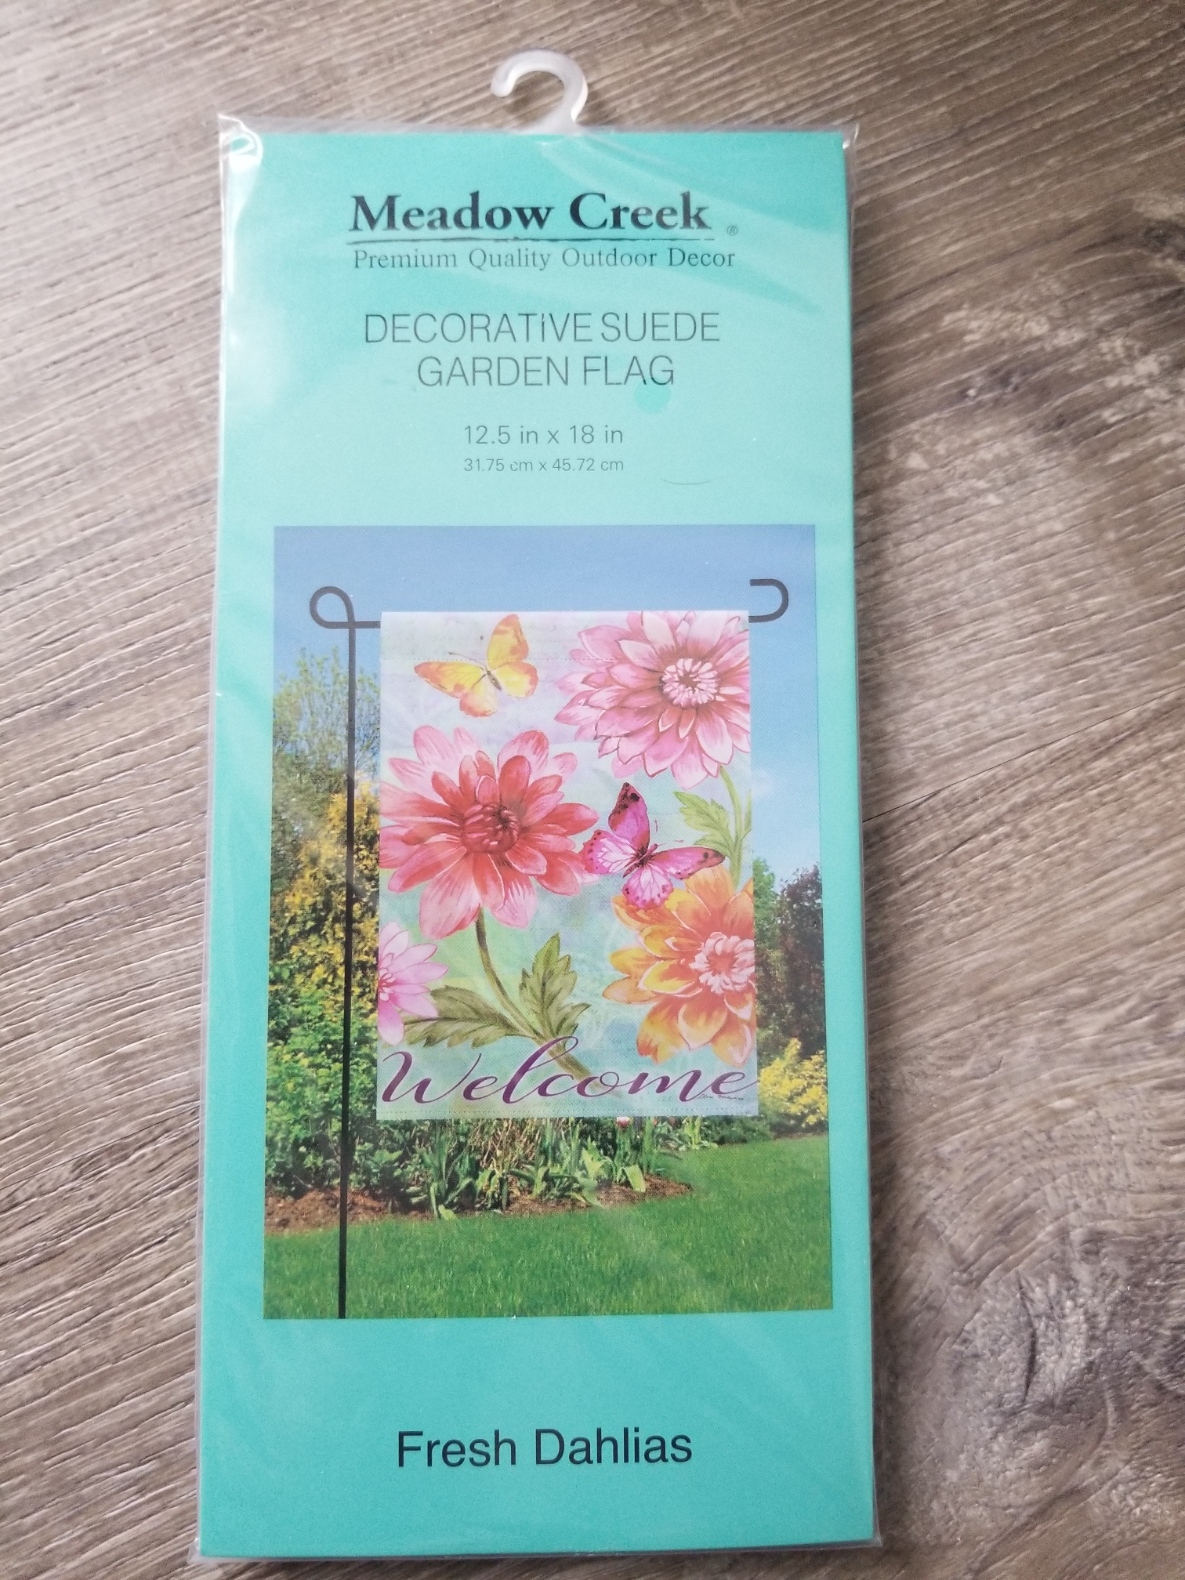 Meadow Creek ®
Premium Quality Outdoor Decor
DECORATIVE SUEDE
GARDEN FLAG
12.5 in x 18 in
31.75 cm x 45.72 cm
Welcome
Fresh Dahlias